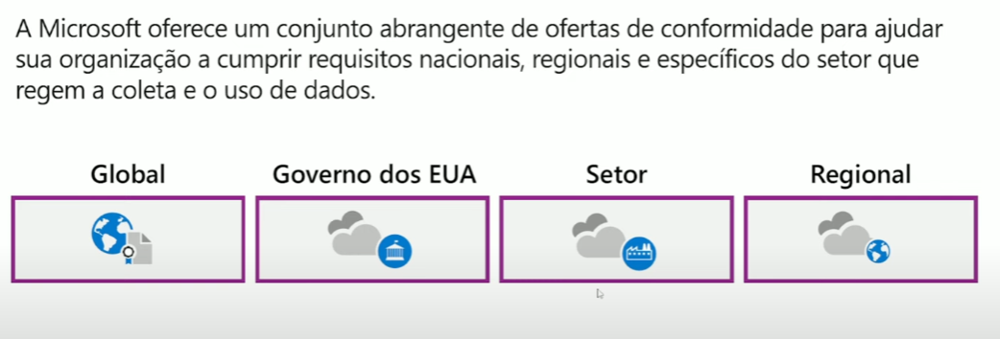 A Microsoft oferece um conjunto abrangente de ofertas de conformidade para ajudar
sua organização a cumprir requisitos nacionais, regionais e específicos do setor que
regem a coleta e o uso de dados.
Global
Governo dos EUA
Setor
Regional